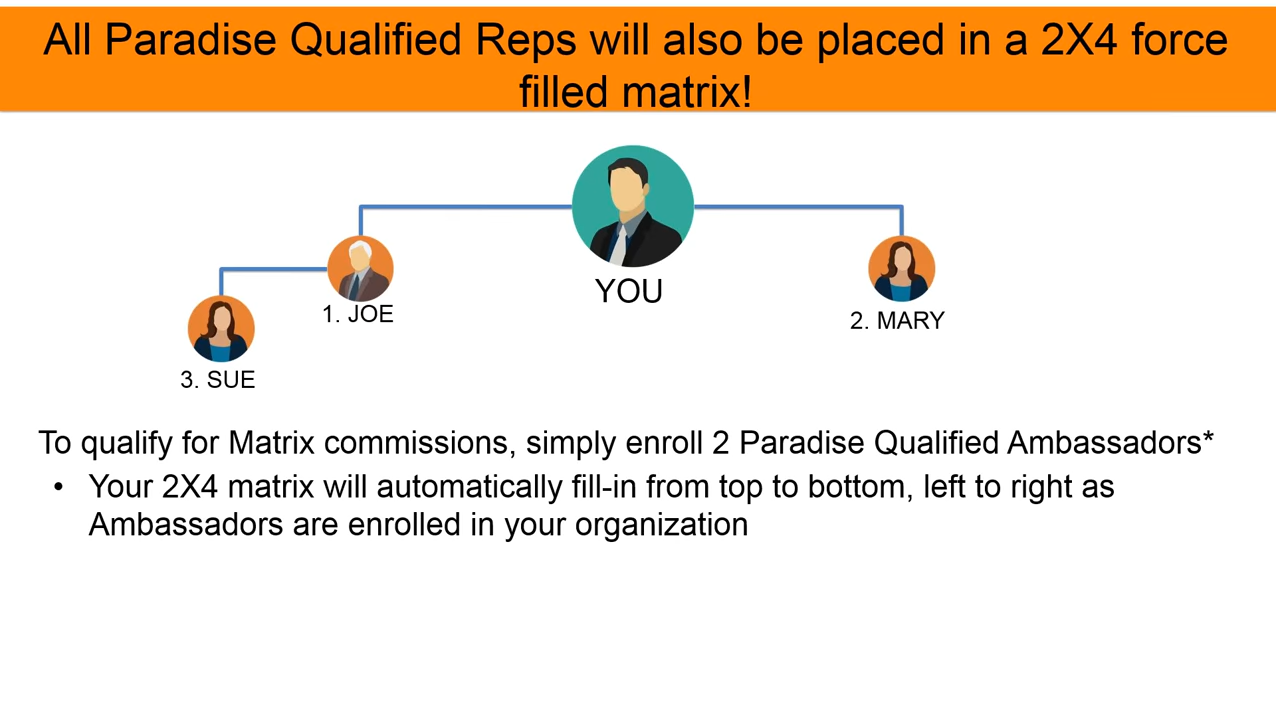 All Paradise Qualified Reps will also be placed in a 2X4 force
filled matrix!
YOU
1. JOE
2. MARY
3. SUE
To qualify for Matrix commissions, simply enroll 2 Paradise Qualified Ambassadors*
• Your 2X4 matrix will automatically fill-in from top to bottom, left to right as
Ambassadors are enrolled in your organization